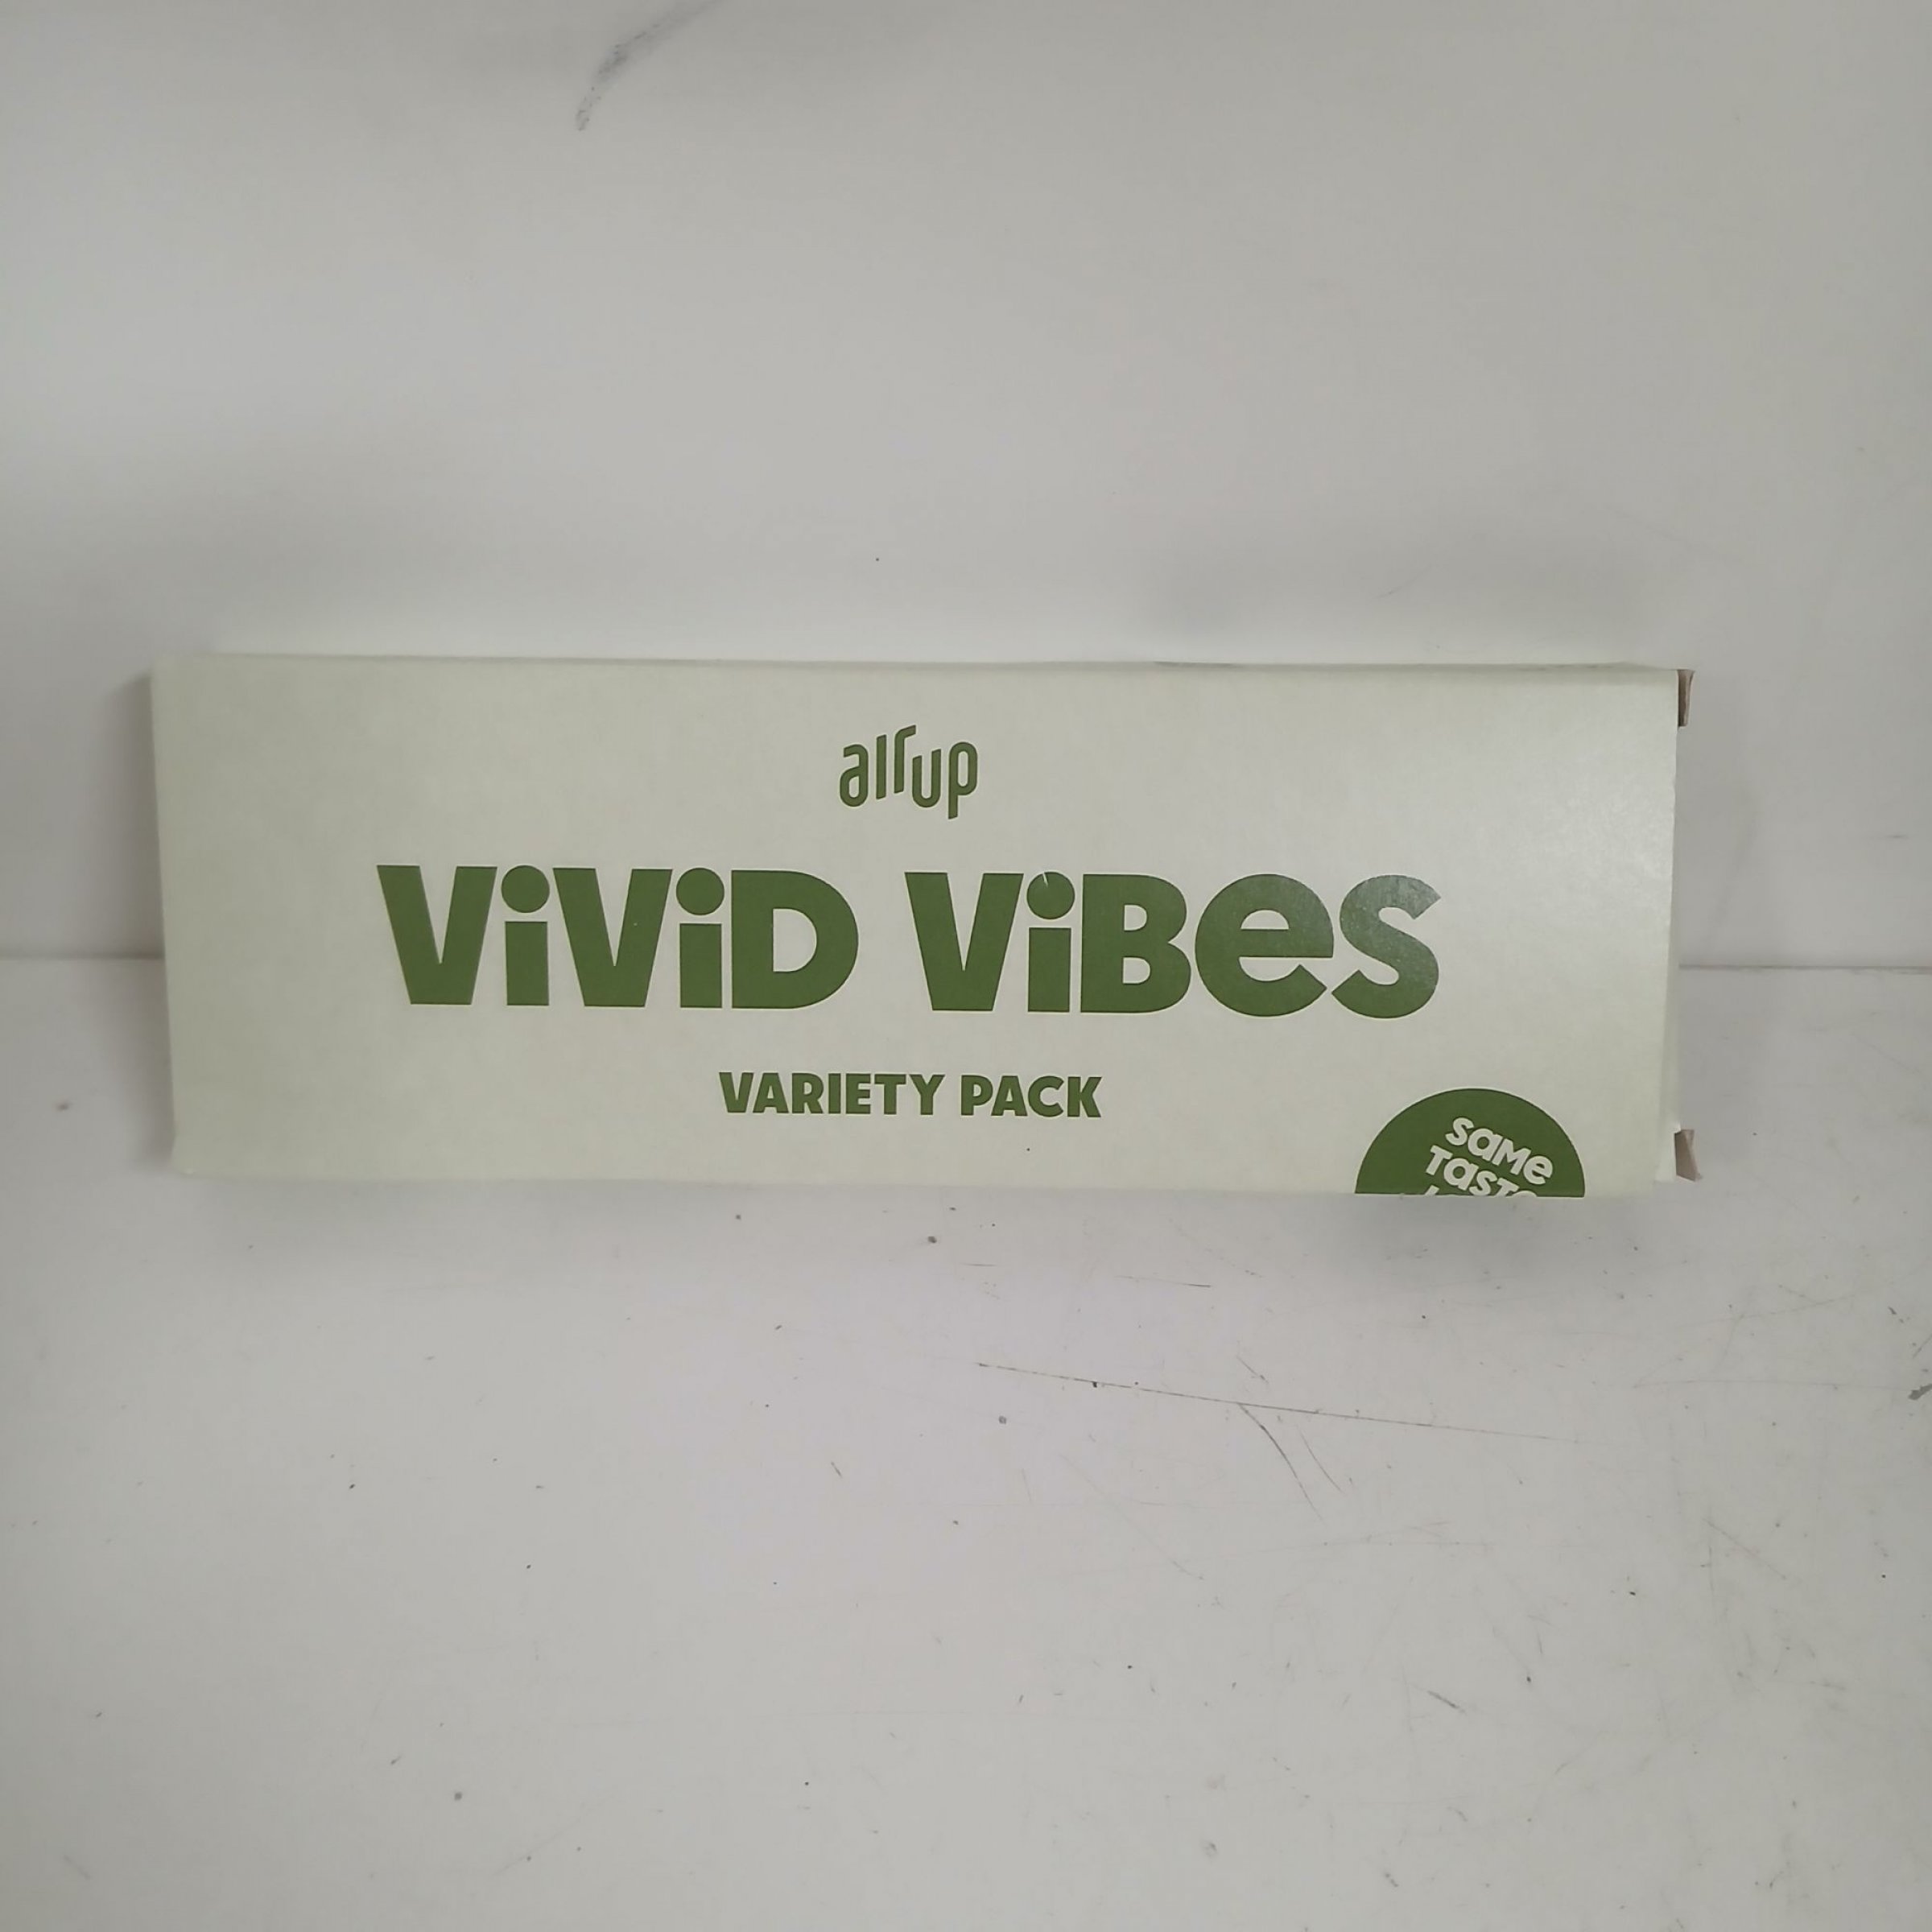 air up
ViViD ViBes
VARIETY PACK
same
Taste